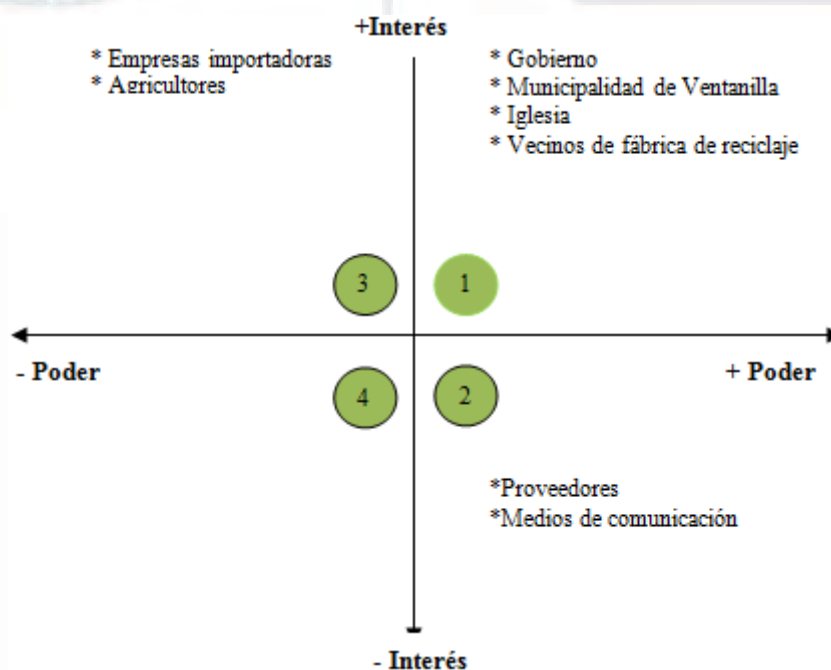 +Interés
* Empresas importadoras
* Agricultores
* Gobierno
* Municipalidad de Ventanilla
* Iglesia
* Vecinos de fábrica de reciclaje
3
1
- Poder
+ Poder
4
2
*Proveedores
*Medios de comunicación
- Interés